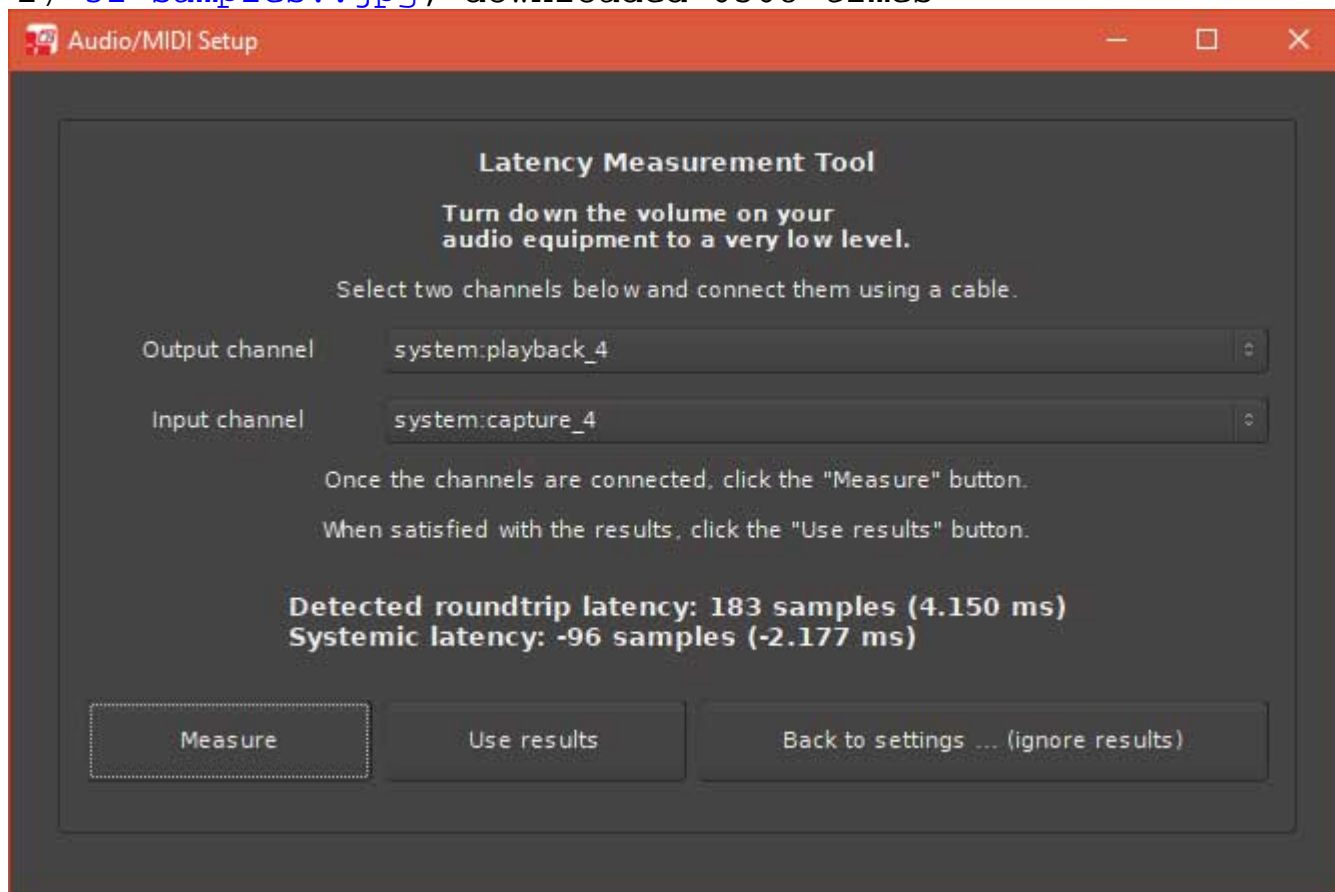 Audio/MIDI Setup
Latency Measurement Tool
Turn down the volume on your
audio equipment to a very low level.
Select two channels below and connect them using a cable.
Output channel system:playback_4
Input channel system:capture_4
Once the channels are connected, click the "Measure" button.
When satisfied with the results, click the "Use results" button.
Detected roundtrip latency: 183 samples (4.150 ms)
Systemic latency: -96 samples (-2.177 ms)
Measure Use results Back to settings ... (ignore results)